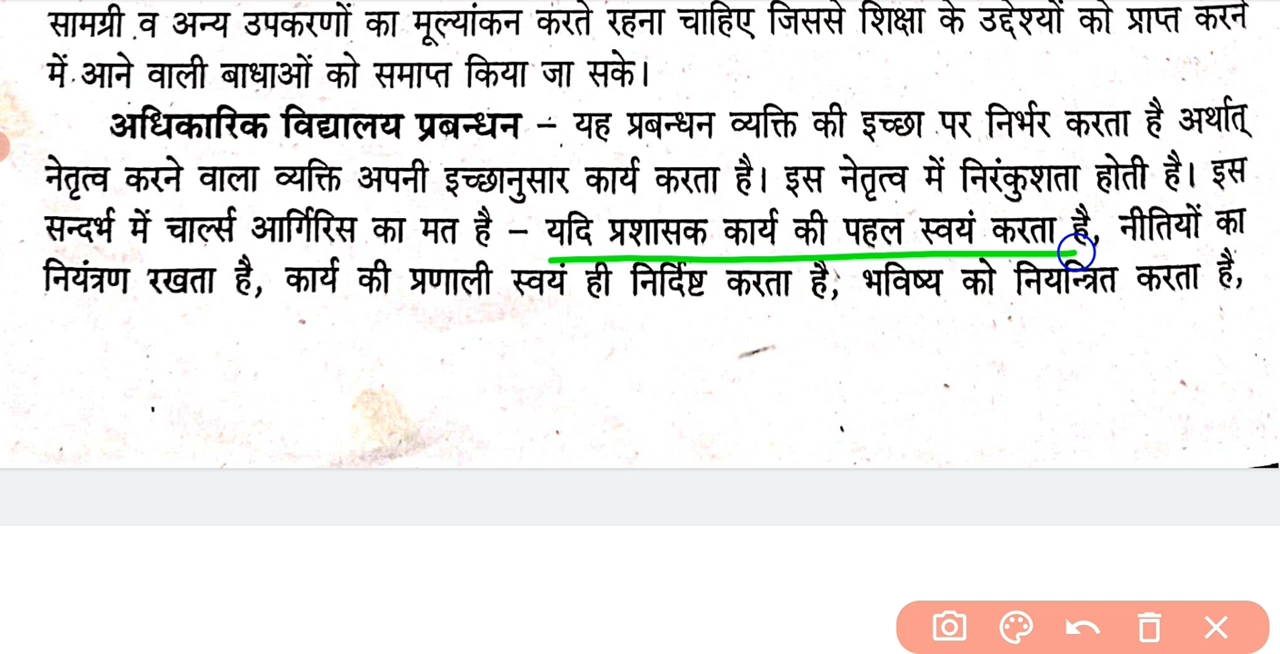 सामग्री व अन्य उपकरणों का मूल्यांकन करते रहना चाहिए जिससे शिक्षा के उद्देश्यों को प्राप्त करने
में आने वाली बाधाओं को समाप्त किया जा सके।
अधिकारिक विद्यालय प्रबन्धन – यह प्रबन्धन व्यक्ति की इच्छा पर निर्भर करता है अर्थात्
नेतृत्व करने वाला व्यक्ति अपनी इच्छानुसार कार्य करता है। इस नेतृत्व में निरंकुशता होती है। इस
सन्दर्भ में चार्ल्स आर्गिरिस का मत है – यदि प्रशासक कार्य की पहल स्वयं करता है, नीतियों का
नियंत्रण रखता है, कार्य की प्रणाली स्वयं ही निर्दिष्ट करता है, भविष्य को नियन्त्रित करता है,